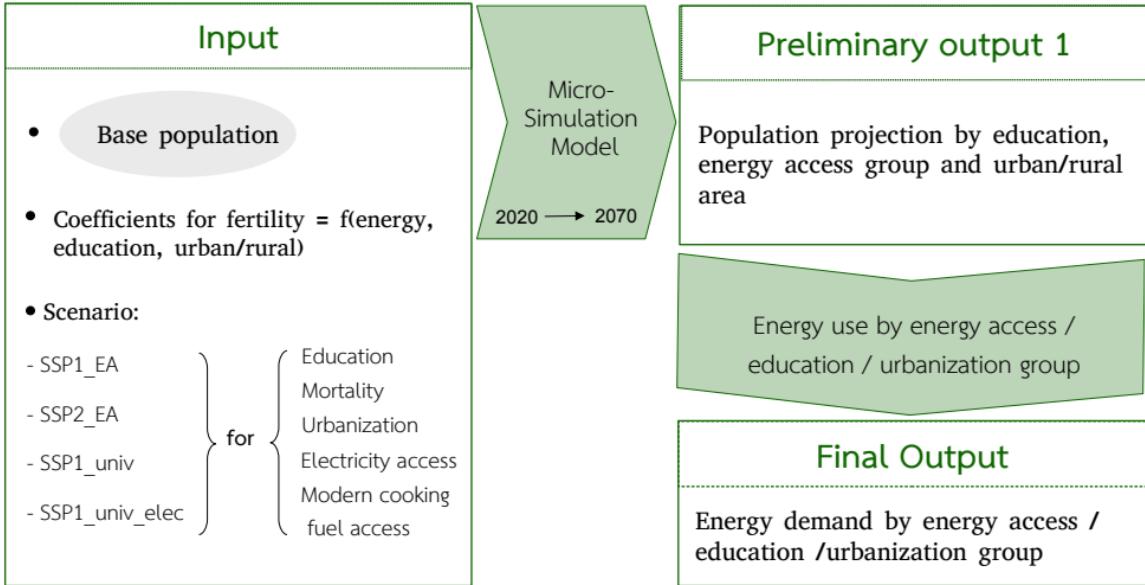 Input
• Base population
• Coefficients for fertility = f(energy,
education, urban/rural)
• Scenario:
- SSP1_EA
- SSP2_EA
- SSP1_univ
- SSP1_univ_elec
for
Education
Mortality
Urbanization
Electricity access
Modern cooking
fuel access
Micro-
Simulation
Model
2020 → 2070
Preliminary output 1
Population projection by education,
energy access group and urban/rural
area
Energy use by energy access /
education / urbanization group
Final Output
Energy demand by energy access /
education /urbanization group